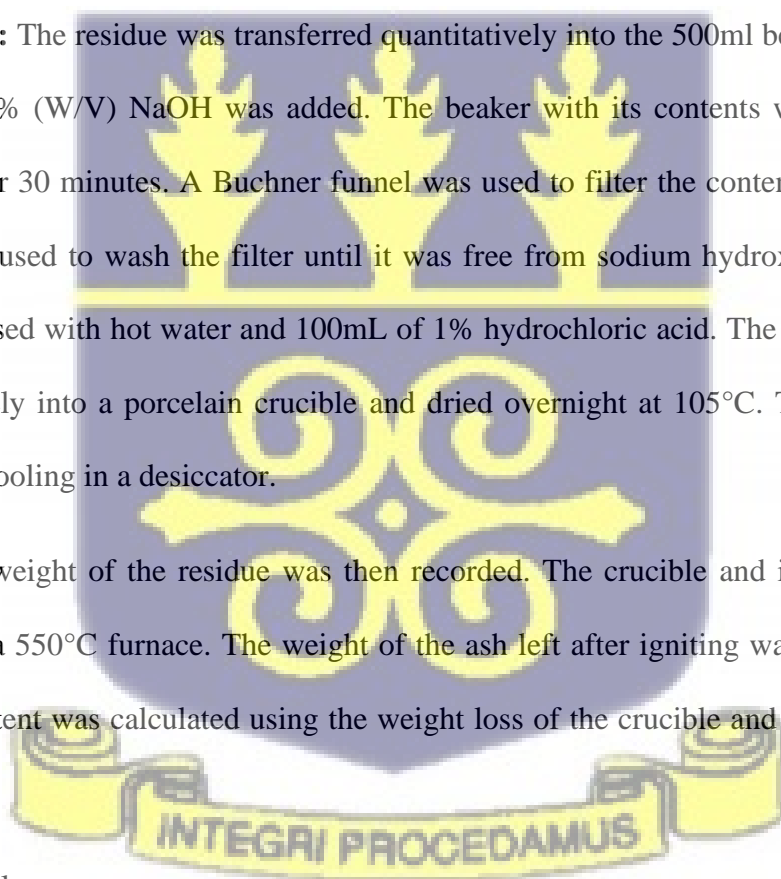 : The residue was transferred quantitatively into the 500ml be
% (W/V) NaOH was added. The beaker with its contents w
r 30 minutes. A Buchner funnel was used to filter the conten
used to wash the filter until it was free from sodium hydrox
sed with hot water and 100mL of 1% hydrochloric acid. The
ly into a porcelain crucible and dried overnight at 105°C. T
ooling in a desiccator.
weight of the residue was then recorded. The crucible and i
a 550°C furnace. The weight of the ash left after igniting wa
tent was calculated using the weight loss of the crucible and
INTEGRI PROCEDAMUS